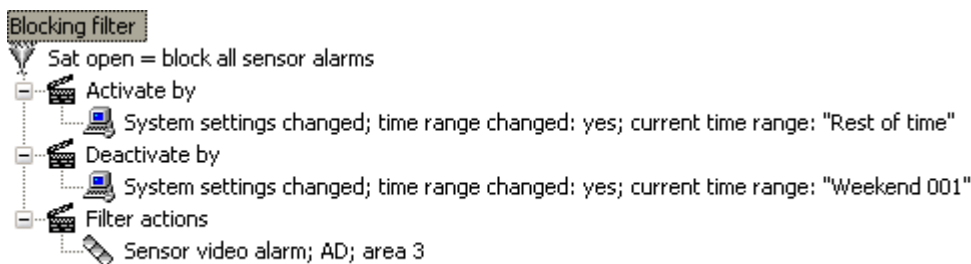 Blocking filter
Sat open = block all sensor alarms
Activate by
System settings changed; time range changed: yes; current time range: "Rest of time"
Deactivate by
System settings changed; time range changed: yes; current time range: "Weekend 001"
Filter actions
Sensor video alarm; AD; area 3